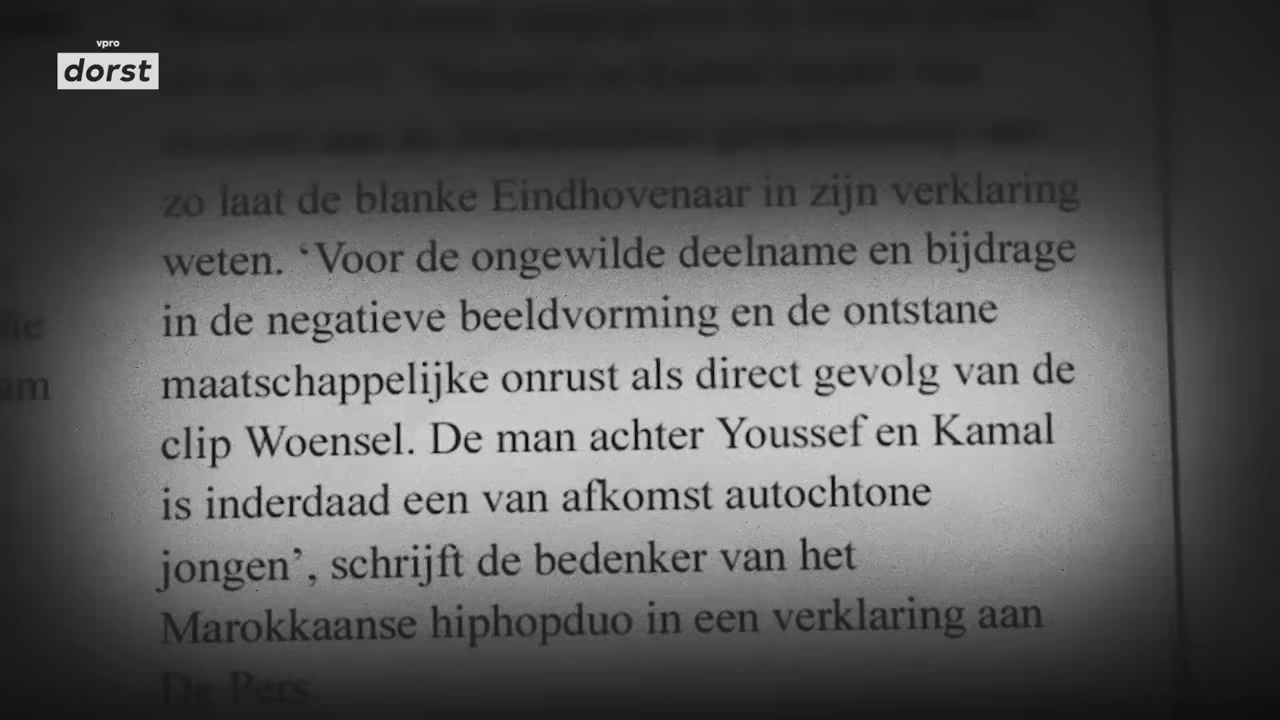 vpro
dorst
zo laat de blanke Eindhovenaar in zijn verklaring
weten. ‘Voor de ongewilde deelname en bijdrage
in de negatieve beeldvorming en de ontstane
maatschappelijke onrust als direct gevolg van de
clip Woensel. De man achter Youssef en Kamal
is inderdaad een van afkomst autochtone
jongen’, schrijft de bedenker van het
Marokkaanse hiphopduo in een verklaring aan
De Pers.